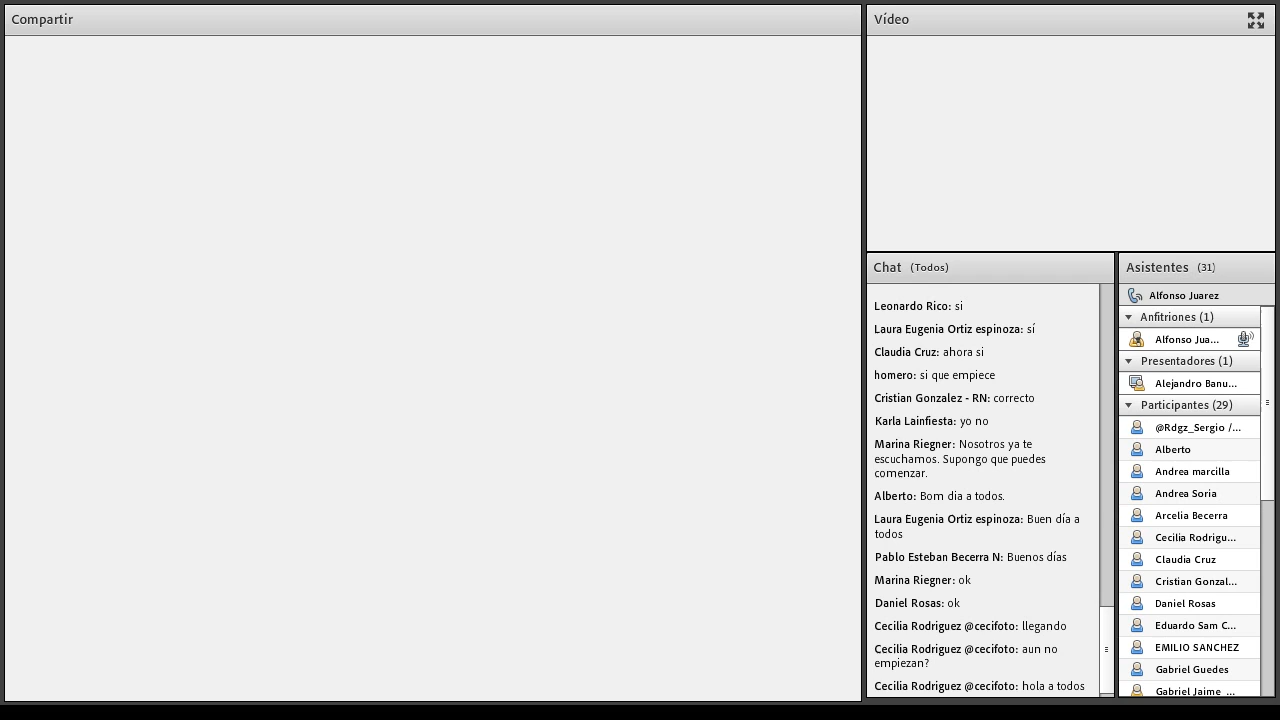 Compartir
Vídeo
Chat (Todos)
Leonardo Rico: si
Laura Eugenia Ortiz espinoza: sí
Claudia Cruz: ahora si
homero: si que empiece
Cristian Gonzalez - RN: correcto
Karla Lainfiesta: yo no
Marina Riegner: Nosotros ya te
escuchamos. Supongo que puedes
comenzar.
Alberto: Bom dia a todos.
Laura Eugenia Ortiz espinoza: Buen día a
todos
Pablo Esteban Becerra N: Buenos días
Marina Riegner: ok
Daniel Rosas: ok
Cecilia Rodriguez @cecifoto: llegando
Cecilia Rodriguez @cecifoto: aun no
empiezan?
Cecilia Rodriguez @cecifoto: hola a todos
Asistentes (31)
Alfonso Juarez
Anfitriones (1)
Alfonso Jua...
Presentadores (1)
Alejandro Banu...
Participantes (29)
@Rdgz_Sergio /...
Alberto
Andrea marcilla
Andrea Soria
Arcelia Becerra
Cecilia Rodrigu...
Claudia Cruz
Cristian Gonzal...
Daniel Rosas
Eduardo Sam C...
EMILIO SANCHEZ
Gabriel Guedes
Gabriel Jaime ...